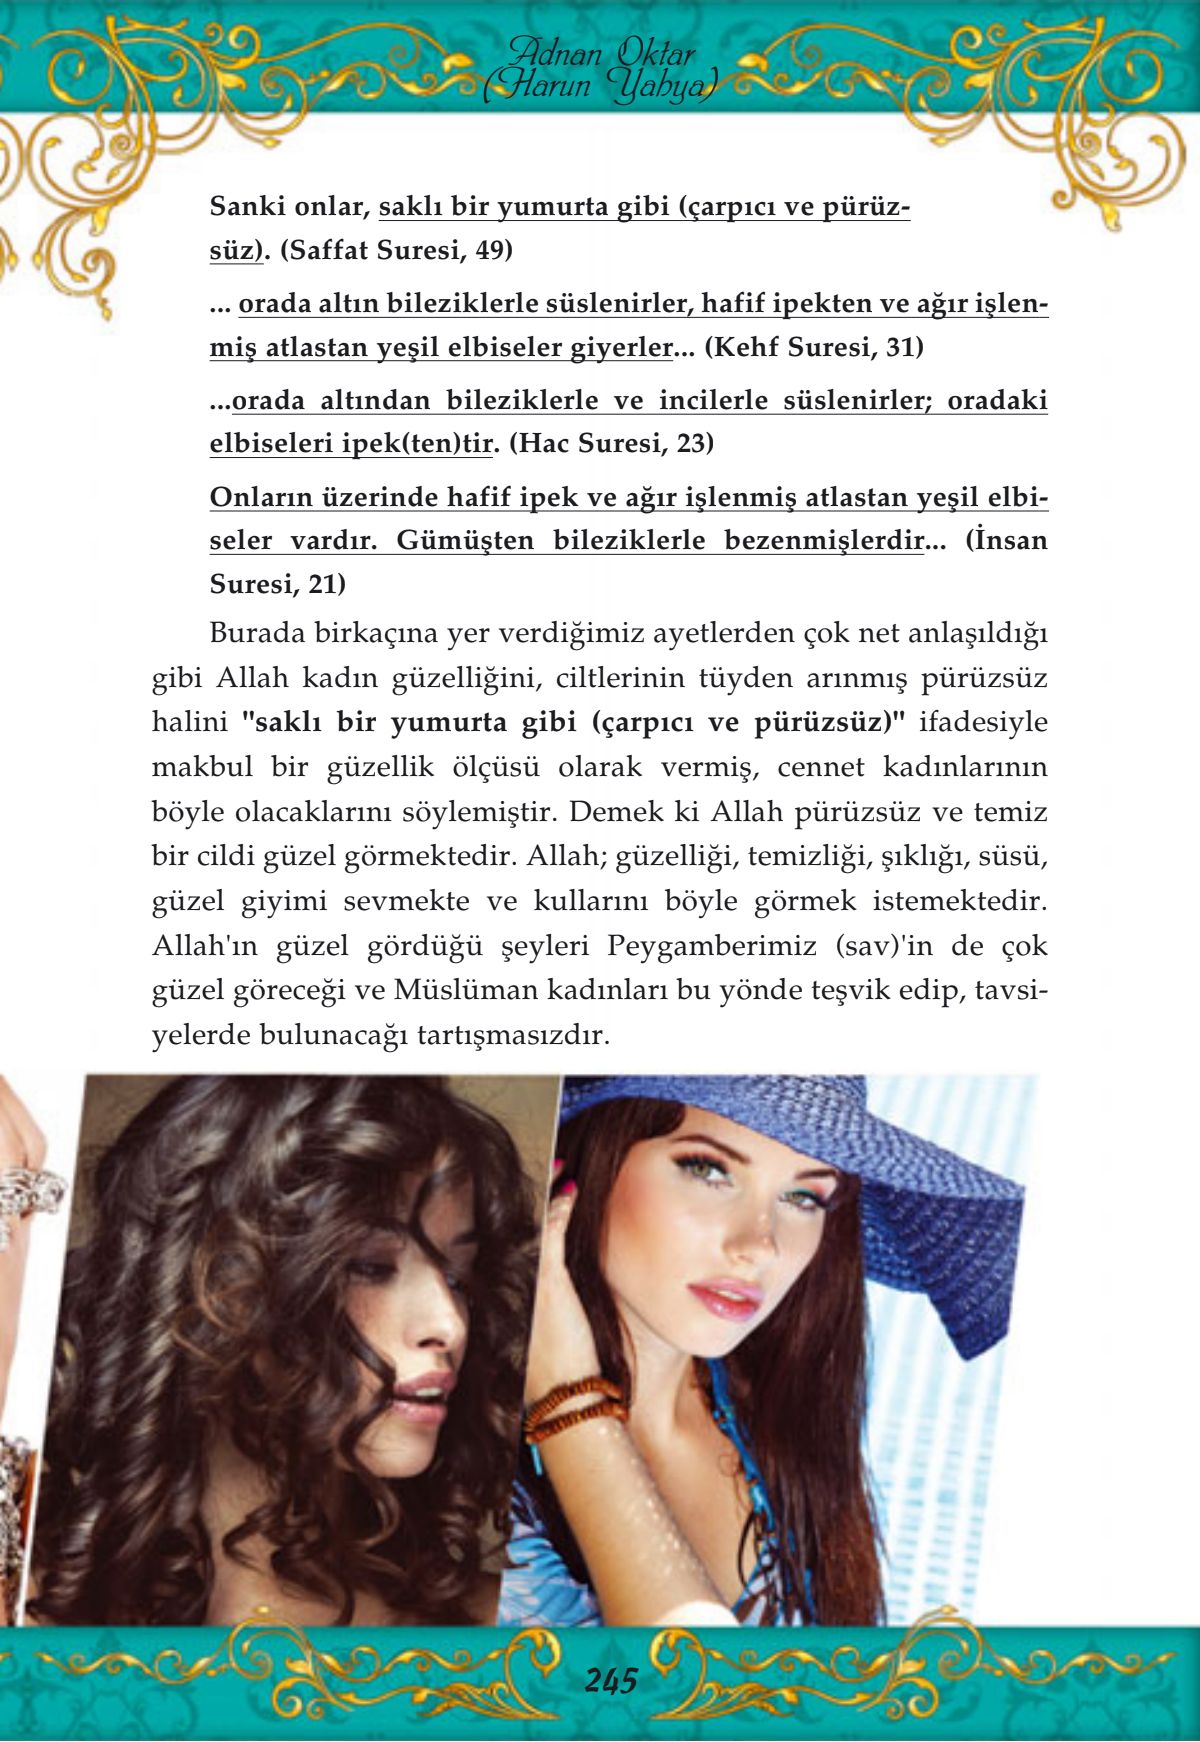 Adnan Oktar
(Harun Yahya)
Sanki onlar, saklı bir yumurta gibi (çarpıcı ve pürüz-
süz). (Saffat Suresi, 49)
... orada altın bileziklerle süslenirler, hafif ipekten ve ağır işlen-
miş atlastan yeşil elbiseler giyerler... (Kehf Suresi, 31)
...orada altından bileziklerle ve incilerle süslenirler; oradaki
elbiseleri ipek(ten)tir. (Hac Suresi, 23)
Onların üzerinde hafif ipek ve ağır işlenmiş atlastan yeşil elbi-
seler vardır. Gümüşten bileziklerle bezenmişlerdir... (İnsan
Suresi, 21)
Burada birkaçına yer verdiğimiz ayetlerden çok net anlaşıldığı
gibi Allah kadın güzelliğini, ciltlerinin tüyden arınmış pürüzsüz
halini "saklı bir yumurta gibi (çarpıcı ve pürüzsüz)" ifadesiyle
makbul bir güzellik ölçüsü olarak vermiş, cennet kadınlarının
böyle olacaklarını söylemiştir. Demek ki Allah pürüzsüz ve temiz
bir cildi güzel görmektedir. Allah; güzelliği, temizliği, şıklığı, süsü,
güzel giyimi sevmekte ve kullarını böyle görmek istemektedir.
Allah'ın güzel gördüğü şeyleri Peygamberimiz (sav)'in de çok
güzel göreceği ve Müslüman kadınları bu yönde teşvik edip, tavsi-
yelerde bulunacağı tartışmasızdır.
245